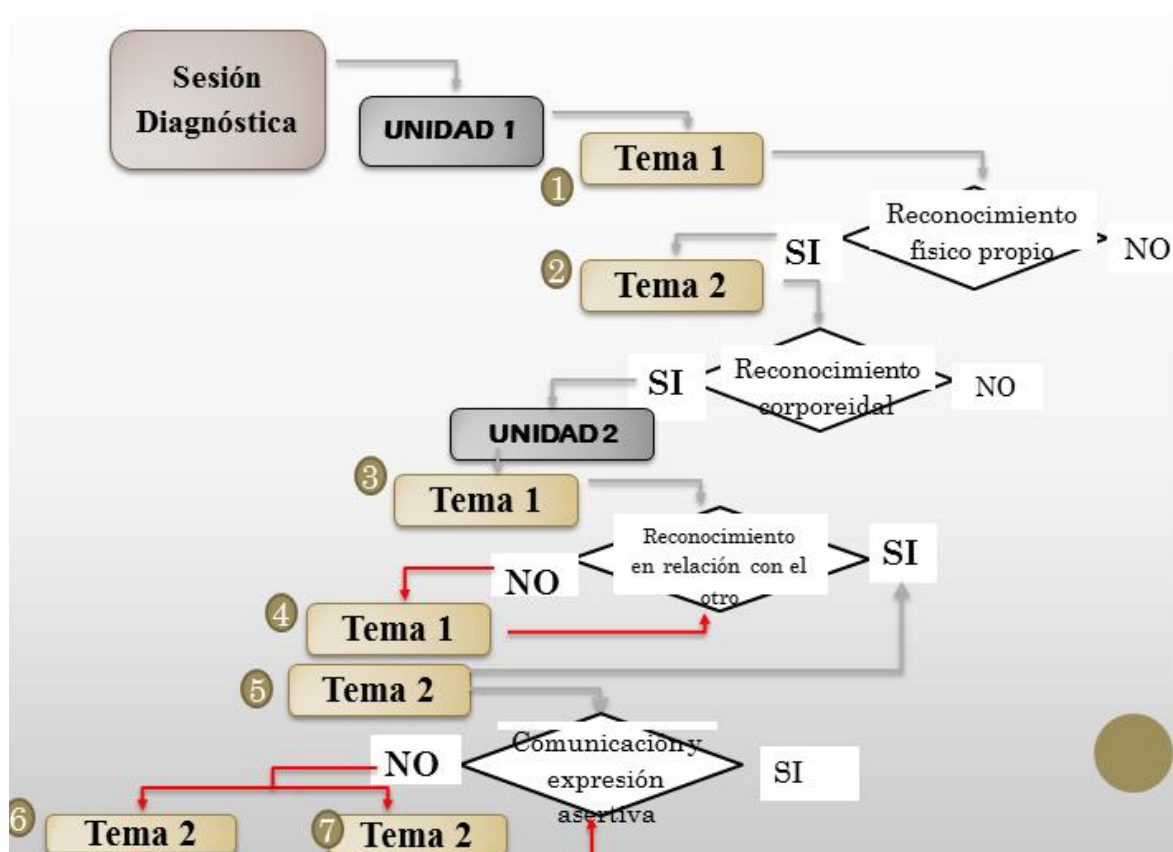 Sesión
Diagnóstica
UNIDAD 1
1
Tema 1
Reconocimiento
físico propio
SI
NO
2
Tema 2
Reconocimiento
corporeidal
SI
NO
UNIDAD 2
3
Tema 1
Reconocimiento
en relación con el
otro
NO
SI
4
Tema 1
5
Tema 2
Comunicación y
expresión
asertiva
NO
SI
6
Tema 2
7
Tema 2